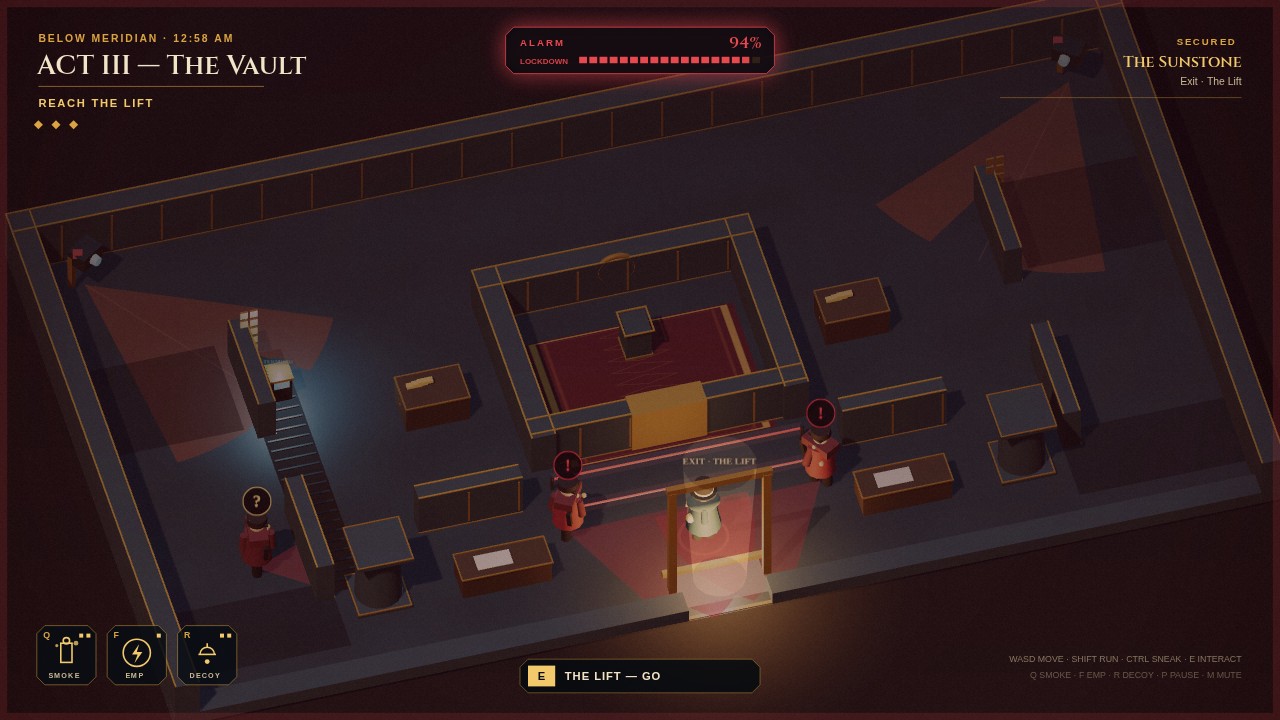 BELOW MERIDIAN · 12:58 AM
ACT III — THE VAULT
REACH THE LIFT
ALARM 94%
LOCKDOWN
SECURED
THE SUNSTONE
Exit · The Lift
?
!
!
EXIT · THE LIFT
Q
SMOKE
F
EMP
R
DECOY
E THE LIFT — GO
WASD MOVE · SHIFT RUN · CTRL SNEAK · E INTERACT
Q SMOKE · F EMP · R DECOY · P PAUSE · M MUTE